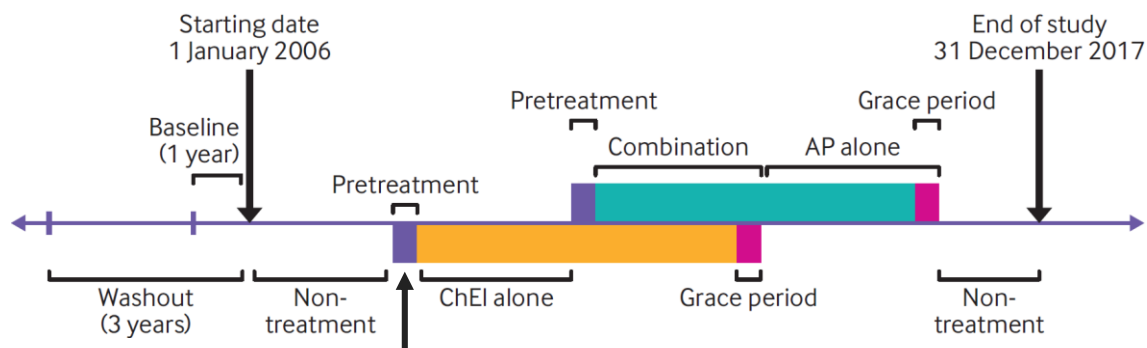 Starting date
1 January 2006
End of study
31 December 2017
Pretreatment
Grace period
Baseline
(1 year)
Combination
AP alone
Pretreatment
Washout
(3 years)
Non-
treatment
ChEI alone
Grace period
Non-
treatment